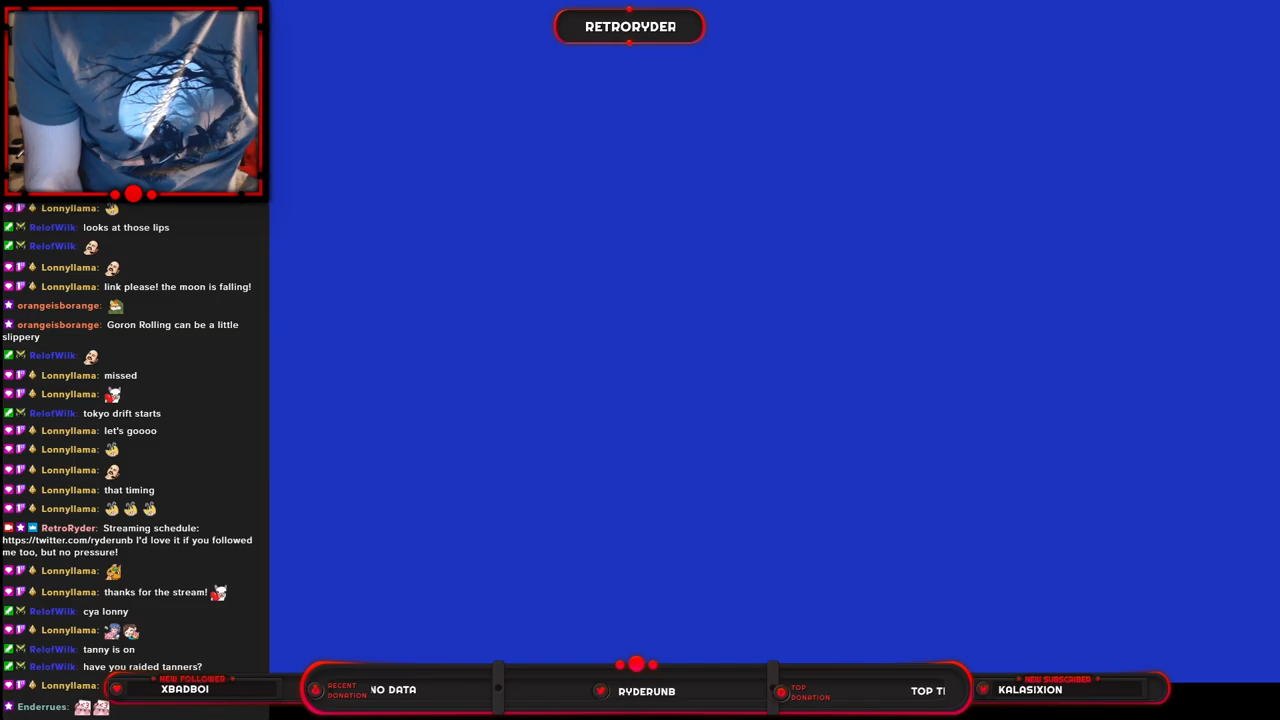 RETRORYDER
Lonnyllama:
RelofWilk: looks at those lips
RelofWilk:
Lonnyllama:
Lonnyllama: link please! the moon is falling!
orangeisborange:
orangeisborange: Goron Rolling can be a little
slippery
RelofWilk:
Lonnyllama: missed
Lonnyllama:
RelofWilk: tokyo drift starts
Lonnyllama: let's goooo
Lonnyllama:
Lonnyllama:
Lonnyllama: that timing
Lonnyllama:
RetroRyder: Streaming schedule:
https://twitter.com/ryderunb I'd love it if you followed
me too, but no pressure!
Lonnyllama:
Lonnyllama: thanks for the stream!
RelofWilk: cya lonny
Lonnyllama:
RelofWilk: tanny is on
RelofWilk: have you raided tanners?
Lonnyllama:
Enderrues:
NEW FOLLOWER
XBADBOI
RECENT
DONATION
NO DATA
RYDERUNB
TOP
DONATION
TOP TI
NEW SUBSCRIBER
KALASIXION